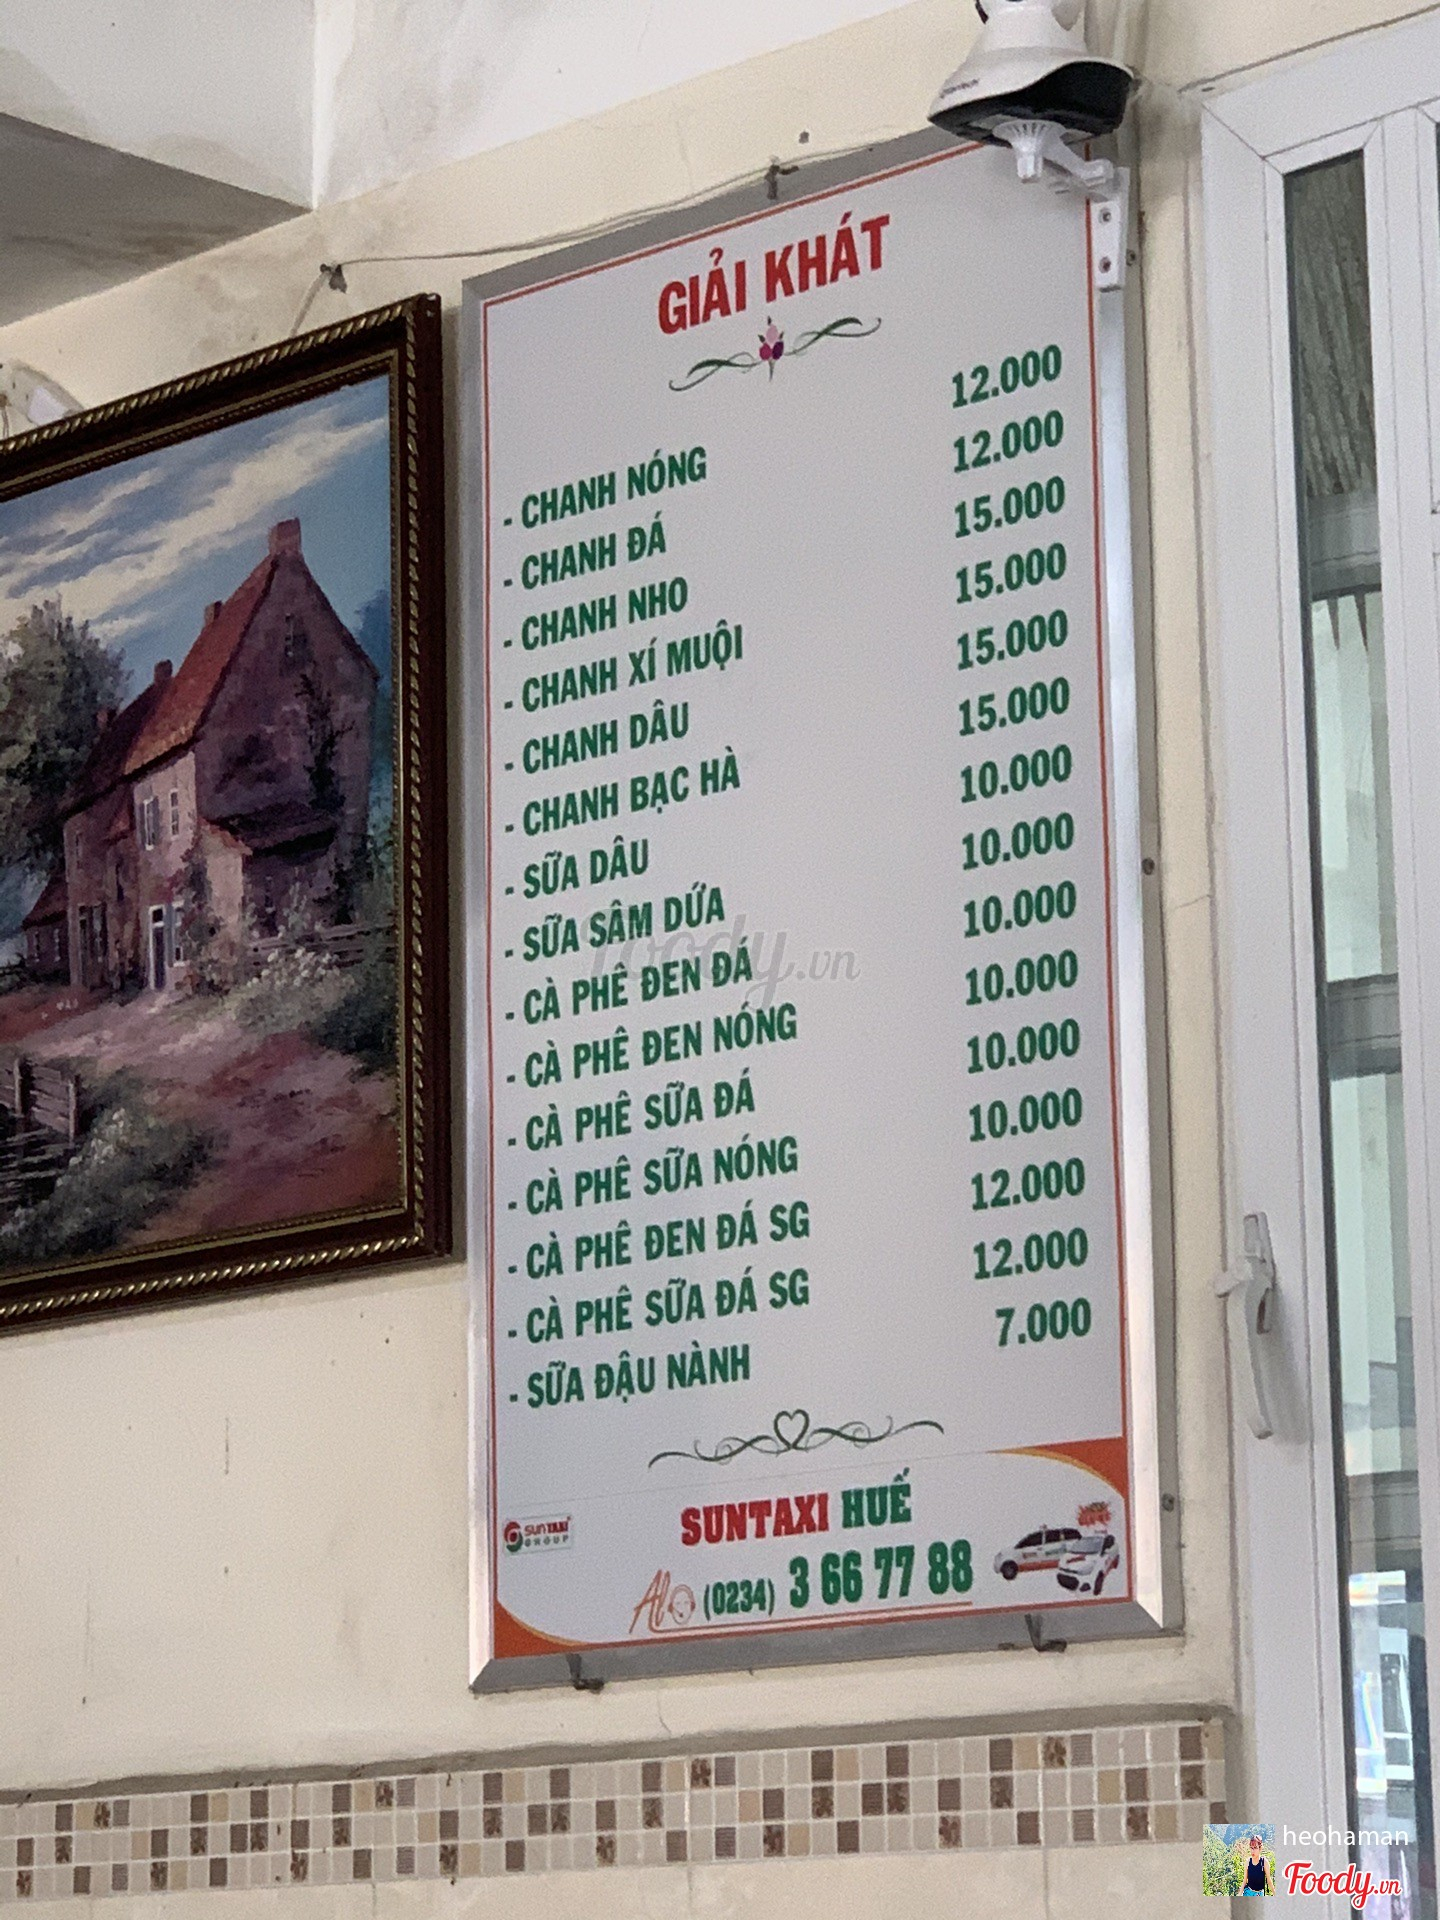 GIẢI KHÁT
- CHANH NÓNG 12.000
- CHANH ĐÁ 12.000
- CHANH NHO 15.000
- CHANH XÍ MUỘI 15.000
- CHANH DÂU 15.000
- CHANH BẠC HÀ 15.000
- SỮA DÂU 10.000
- SỮA SÂM DỨA 10.000
- CÀ PHÊ ĐEN ĐÁ 10.000
- CÀ PHÊ ĐEN NÓNG 10.000
- CÀ PHÊ SỮA ĐÁ 10.000
- CÀ PHÊ SỮA NÓNG 10.000
- CÀ PHÊ ĐEN ĐÁ SG 12.000
- CÀ PHÊ SỮA ĐÁ SG 12.000
- SỮA ĐẬU NÀNH 7.000
Foody.vn
SUN TAXI
GROUP
SUNTAXI HUẾ
Alo (0234) 3 66 77 88
heohaman
Foody.vn